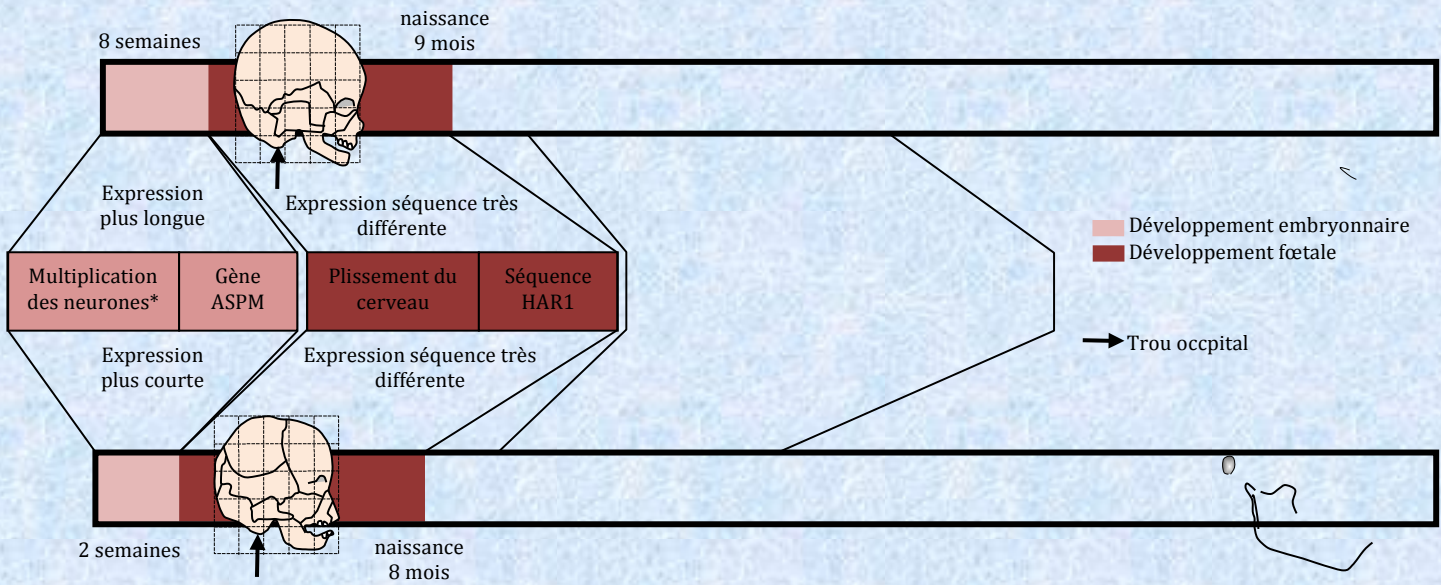 naissance
9 mois
8 semaines
Expression
plus longue
Expression séquence très
différente
Développement embryonnaire
Développement fœtale
Multiplication
des neurones*
Gène
ASPM
Plissement du
cerveau
Séquence
HAR1
Trou occpital
Expression
plus courte
Expression séquence très
différente
2 semaines
naissance
8 mois